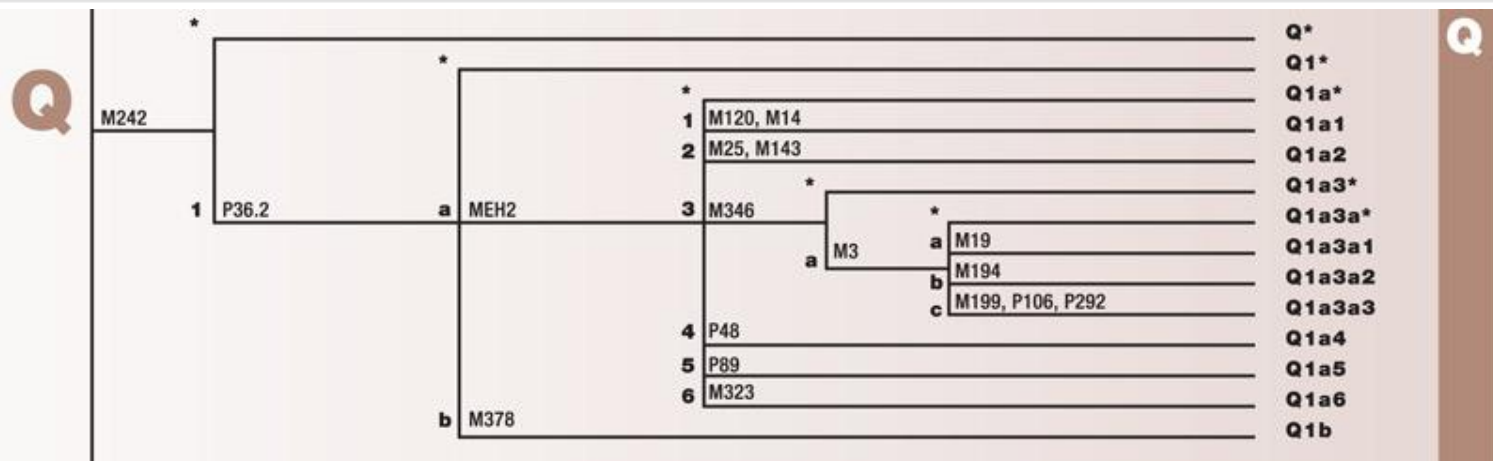 * Q*
Q
* Q1*
* Q1a*
Q
M242
1 M120, M14 Q1a1
2 M25, M143 Q1a2
* Q1a3*
1 P36.2 a MEH2 3 M346 * Q1a3a*
a M19 Q1a3a1
a M3
b M194 Q1a3a2
c M199, P106, P292 Q1a3a3
4 P48 Q1a4
5 P89 Q1a5
6 M323 Q1a6
b M378 Q1b